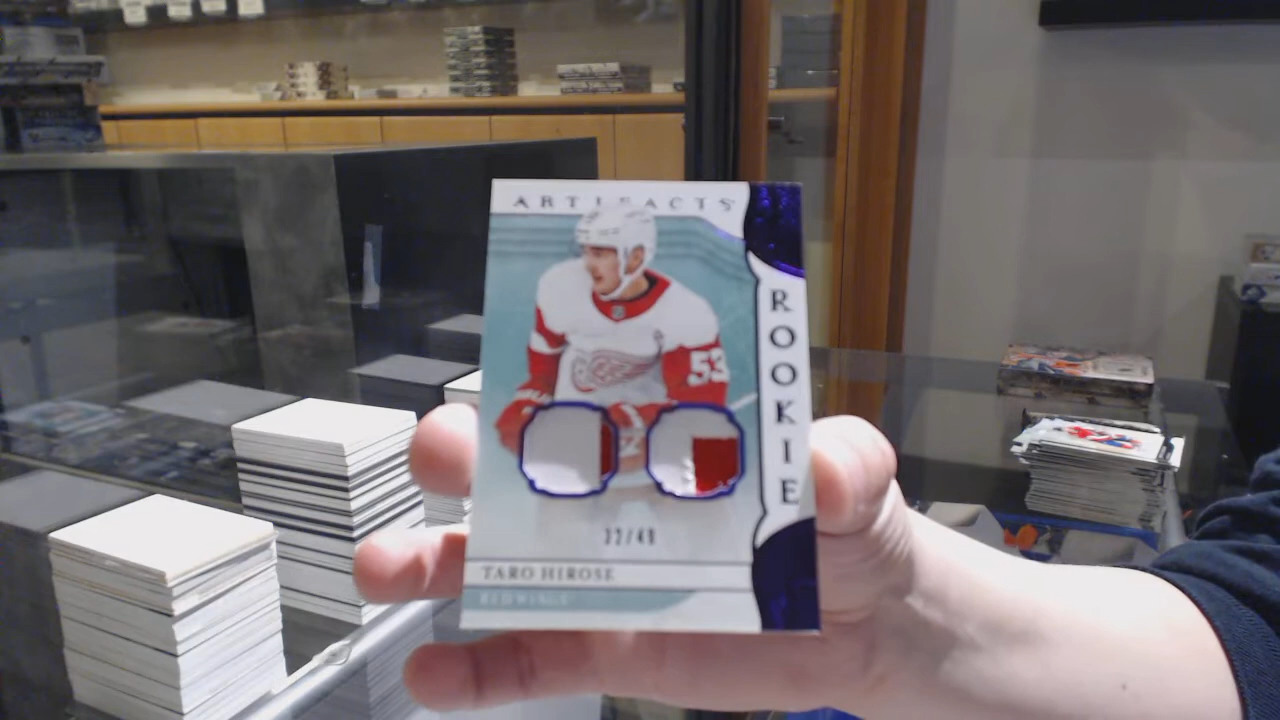 ARTIFACTS
ROOKIE
53
TARO HIROSE
RED WINGS